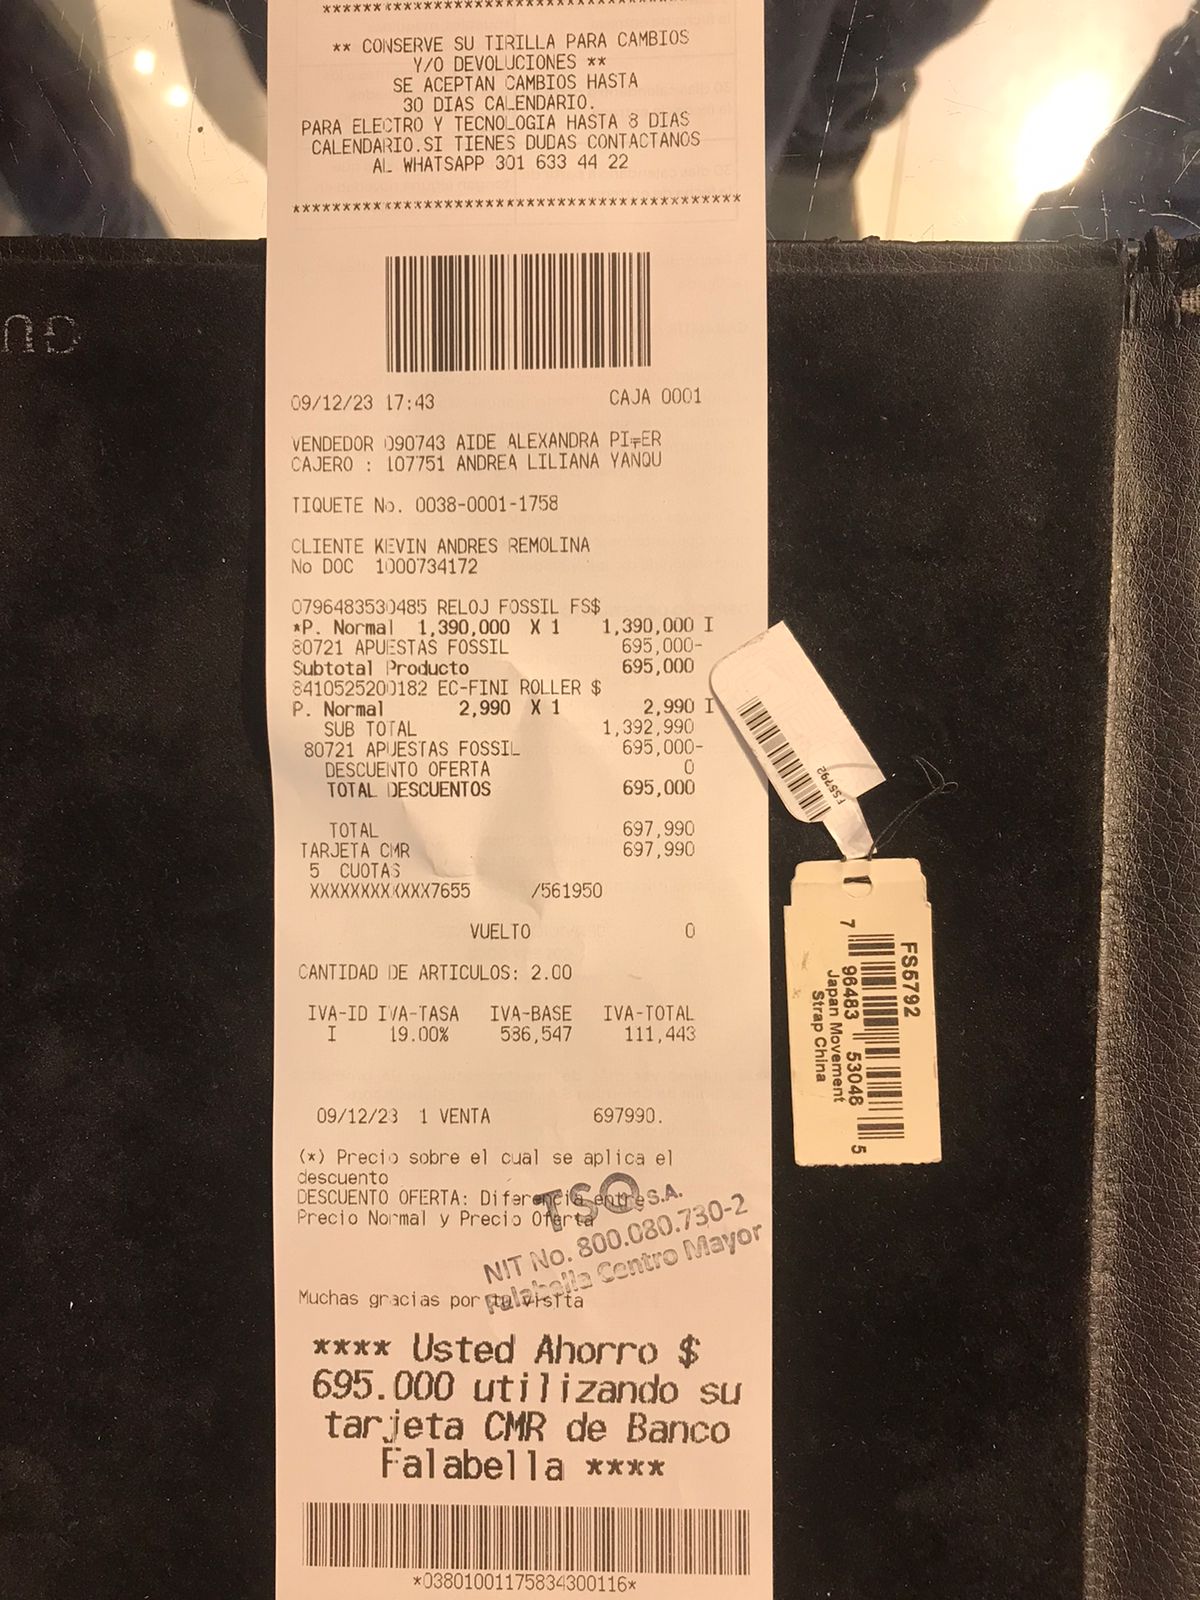 ****************************************
** CONSERVE SU TIRILLA PARA CAMBIOS
Y/O DEVOLUCIONES **
SE ACEPTAN CAMBIOS HASTA
30 DIAS CALENDARIO.
PARA ELECTRO Y TECNOLOGIA HASTA 8 DIAS
CALENDARIO.SI TIENES DUDAS CONTACTANOS
AL WHATSAPP 301 633 44 22
****************************************
09/12/23 17:43 CAJA 0001
VENDEDOR 090743 AIDE ALEXANDRA
CAJERO : 107751 ANDREA LILIANA YANQU
TIQUETE No. 0038-0001-1758
CLIENTE KEVIN ANDRES REMOLINA
No DOC 1000734172
0796483530485 RELOJ FOSSIL FS$
*P. Normal 1,390,000 X 1 1,390,000 I
80721 APUESTAS FOSSIL 695,000-
Subtotal Producto 695,000
8410525200182 EC-FINI ROLLER $
P. Normal 2,990 X 1 2,990 I
SUB TOTAL 1,392,990
80721 APUESTAS FOSSIL 695,000-
DESCUENTO OFERTA 0
TOTAL DESCUENTOS 695,000
TOTAL 697,990
TARJETA CMR 697,990
5 CUOTAS
XXXXXXXXXXXX7655 /561950
VUELTO 0
CANTIDAD DE ARTICULOS: 2.00
IVA-ID IVA-TASA IVA-BASE IVA-TOTAL
I 19.00% 586,547 111,443
09/12/23 1 VENTA 697990.
(*) Precio sobre el cual se aplica el
descuento
DESCUENTO OFERTA: Diferencia entre
Precio Normal y Precio Oferta
TSO S.A.
NIT No. 800.080.730-2
Falabella Centro Mayor
Muchas gracias por tu visita
**** Usted Ahorro $
695.000 utilizando su
tarjeta CMR de Banco
Falabella ****
*03801001175834300116*
FS5792
FS5792
7 96483 53048 5
Japan Movement
Strap China
GU